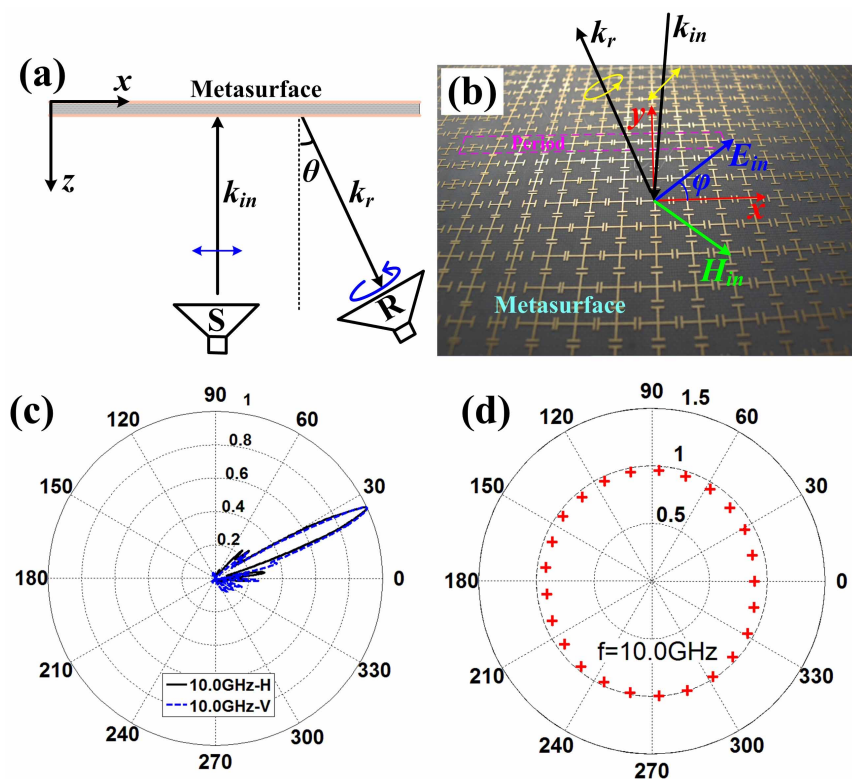 (a)
x
Metasurface
z
k_in
θ
k_r
S
R
(b)
k_r
k_in
y
Period
E_in
φ
x
H_in
Metasurface
(c)
90
1
120
60
0.8
0.6
150
30
0.4
0.2
180
0
210
330
10.0GHz-H
10.0GHz-V
240
300
270
(d)
90
1.5
120
60
1
150
30
0.5
180
0
f=10.0GHz
210
330
240
300
270